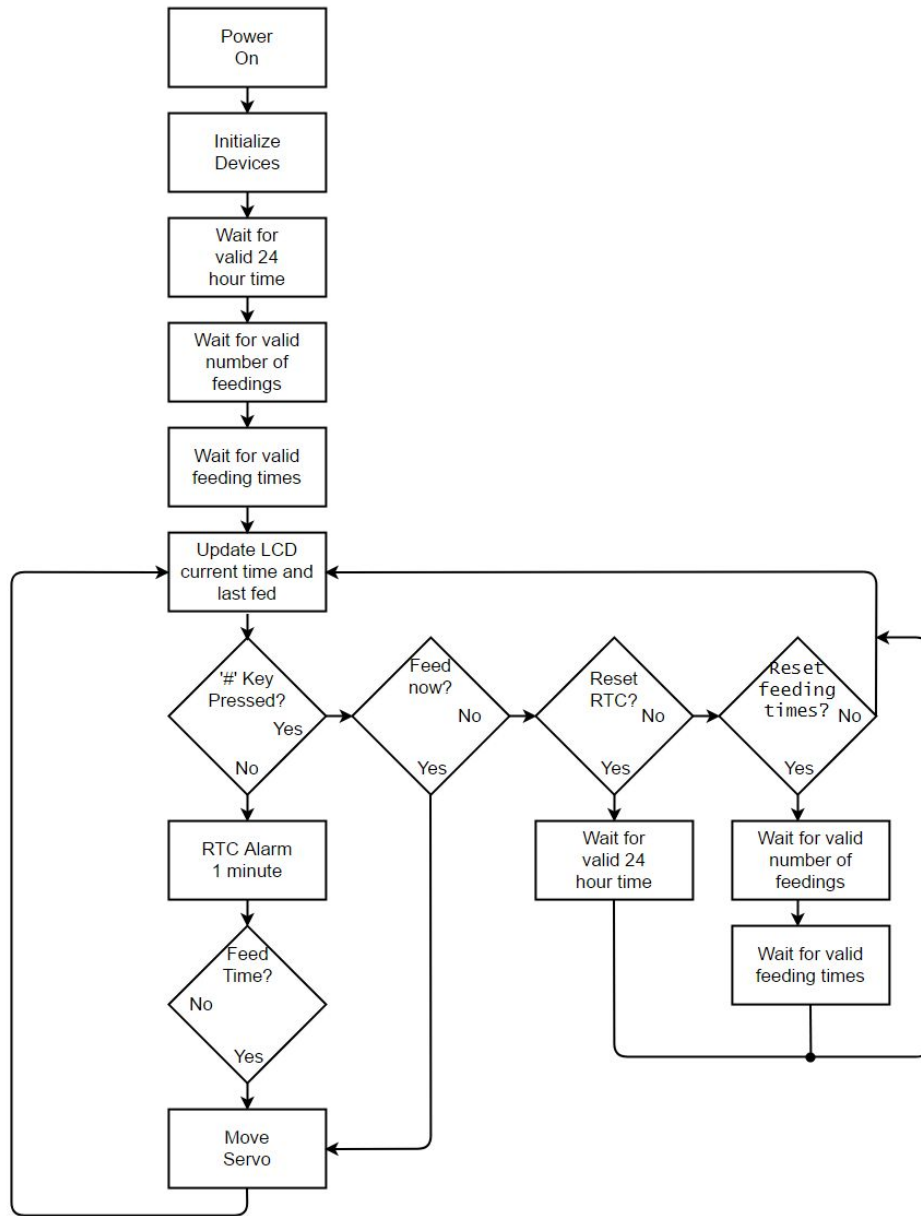 Power
On
Initialize
Devices
Wait for
valid 24
hour time
Wait for valid
number of
feedings
Wait for valid
feeding times
Update LCD
current time and
last fed
'#' Key
Pressed?
Yes
No
Feed
now?
No
Yes
Reset
RTC?
No
Yes
Reset
feeding
times?
No
Yes
RTC Alarm
1 minute
Wait for
valid 24
hour time
Wait for valid
number of
feedings
Wait for valid
feeding times
Feed
Time?
No
Yes
Move
Servo